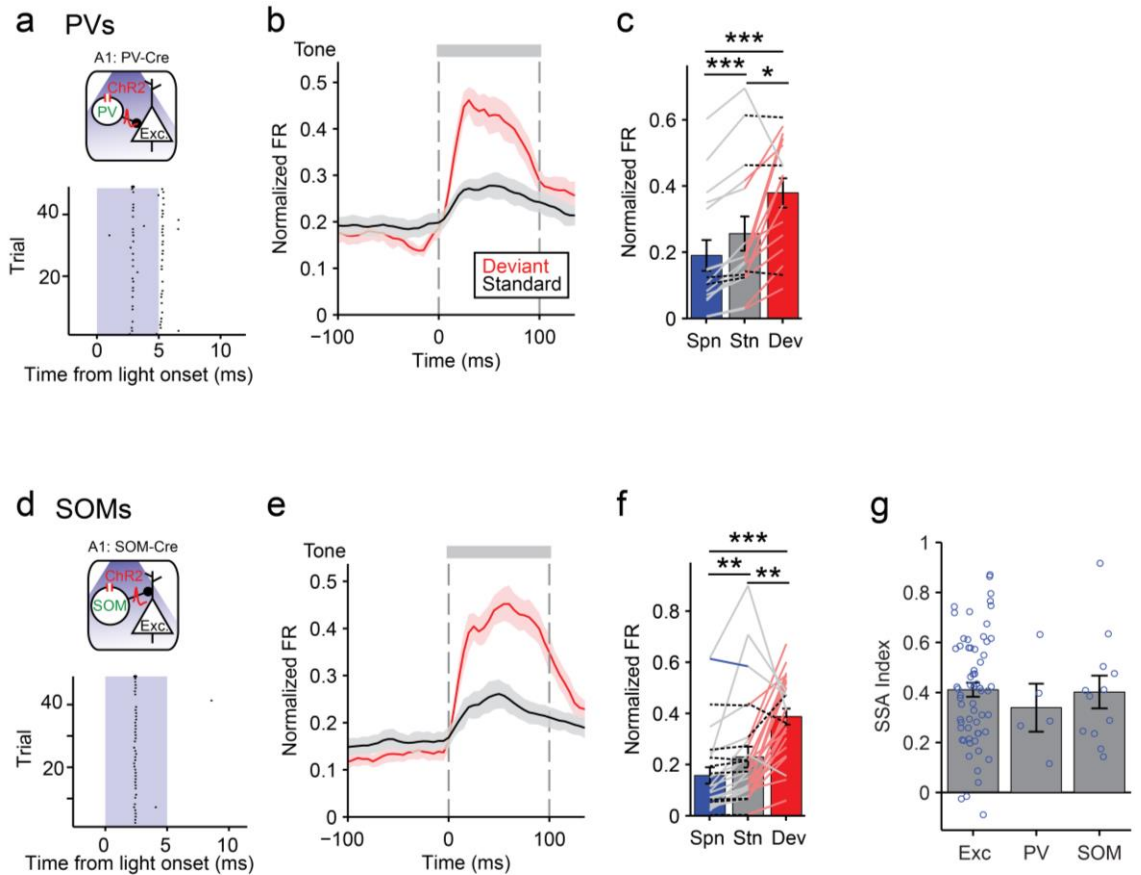 a PVs
A1: PV-Cre
ChR2
PV
Exc.
40
20
Trial
0 5 10
Time from light onset (ms)
b
Tone
0.5
0.4
0.3
0.2
0.1
0
Normalized FR
Deviant
Standard
−100 0 100
Time (ms)
c
***
*** *
0.6
0.4
0.2
0
Normalized FR
Spn Stn Dev
d SOMs
A1: SOM-Cre
ChR2
SOM
Exc.
40
20
Trial
0 5 10
Time from light onset (ms)
e
Tone
0.5
0.4
0.3
0.2
0.1
Normalized FR
−100 0 100
Time (ms)
f
***
** **
0.8
0.6
0.4
0.2
0
Normalized FR
Spn Stn Dev
g
1
0.8
0.6
0.4
0.2
0
SSA Index
Exc PV SOM